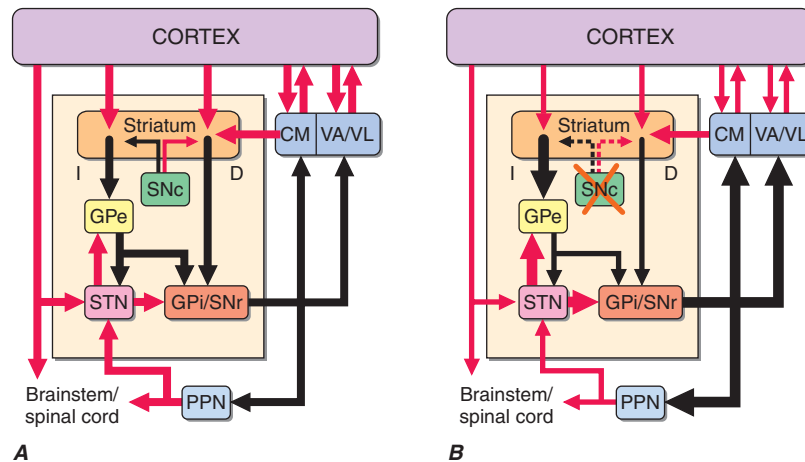 CORTEX
Striatum
CM
VA/VL
I
D
SNc
GPe
STN
GPi/SNr
Brainstem/
spinal cord
PPN
A
CORTEX
Striatum
CM
VA/VL
I
D
SNc
GPe
STN
GPi/SNr
Brainstem/
spinal cord
PPN
B